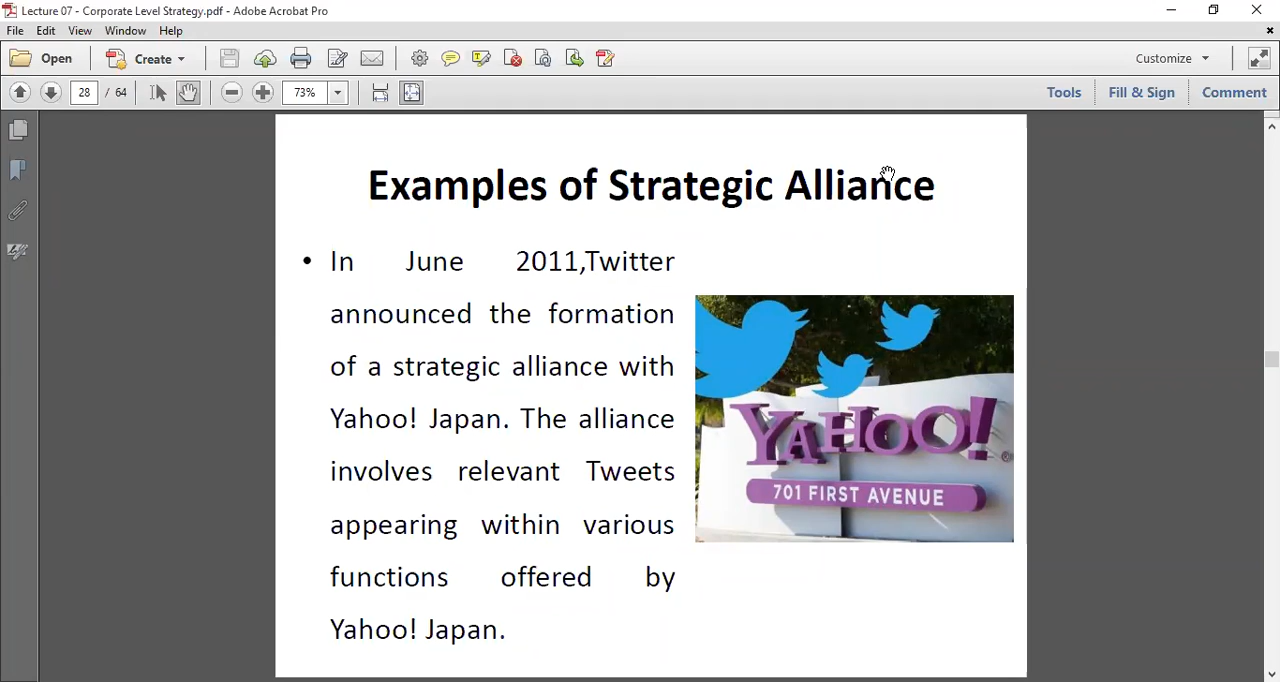 Lecture 07 - Corporate Level Strategy.pdf - Adobe Acrobat Pro
File Edit View Window Help
Open Create Customize
28 / 64 73% Tools Fill & Sign Comment
Examples of Strategic Alliance
• In June 2011,Twitter
announced the formation
of a strategic alliance with
Yahoo! Japan. The alliance
involves relevant Tweets
appearing within various
functions offered by
Yahoo! Japan.
YAHOO! ®
701 FIRST AVENUE